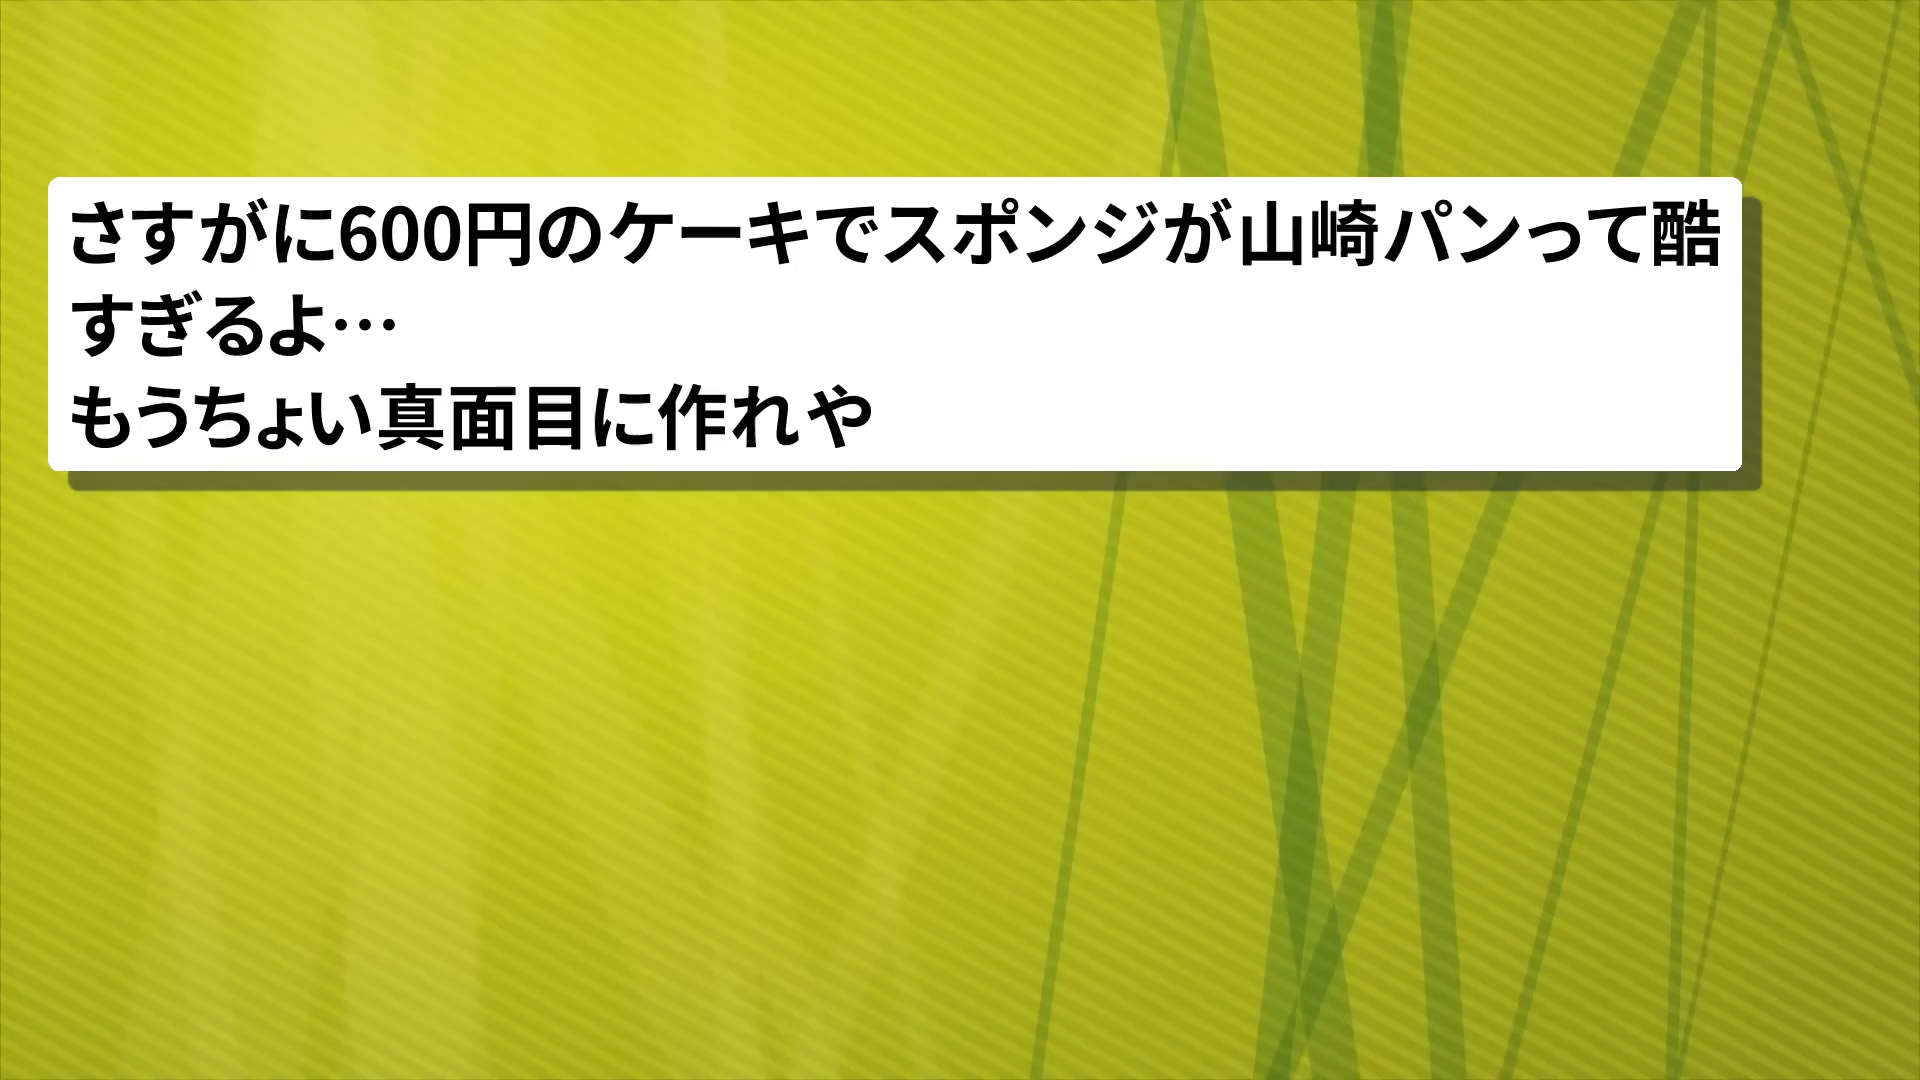 さすがに600円のケーキでスポンジが山崎パンって酷
すぎるよ…
もうちょい真面目に作れや